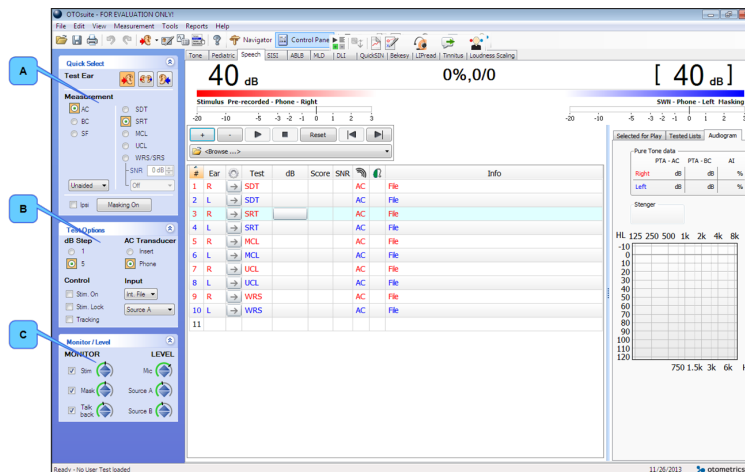 OTOsuite - FOR EVALUATION ONLY!
File Edit View Measurement Tools Reports Help
Navigator Control Pane
Tone Pediatric Speech SISI ABLB MLD DLI QuickSIN Bekesy LIPread Tinnitus Loudness Scaling
A
Quick Select
Test Ear
Measurement
AC SDT
BC SRT
SF MCL
UCL
WRS/SRS
SNR 0 dB
Unaided Off
Ipsi Masking On
B
Test Options
dB Step AC Transducer
1 Insert
5 Phone
Control Input
Stim. On Int. File
Stim. Lock Source A
Tracking
C
Monitor / Level
MONITOR LEVEL
Stim Mic
Mask Source A
Talk back Source B
40 dB 0%,0/0 [ 40 dB ]
Stimulus Pre-recorded - Phone - Right SWN - Phone - Left Masking
-20 -10 -5 -3 -2 -1 0 1 2 3 -20 -10 -5 -3 -2 -1 0 1 2 3
+ - Reset
<Browse ...>
# Ear Test dB Score SNR Info
1 R SDT AC File
2 L SDT AC File
3 R SRT AC File
4 L SRT AC File
5 R MCL AC File
6 L MCL AC File
7 R UCL AC File
8 L UCL AC File
9 R WRS AC File
10 L WRS AC File
11
Selected for Play Tested Lists Audiogram
Pure Tone data
PTA - AC PTA - BC AI
Right dB dB %
Left dB dB %
Stenger
HL 125 250 500 1k 2k 4k 8k
-10
0
10
20
30
40
50
60
70
80
90
100
110
120
750 1.5k 3k 6k
Ready - No User Test loaded 11/26/2013 otometrics